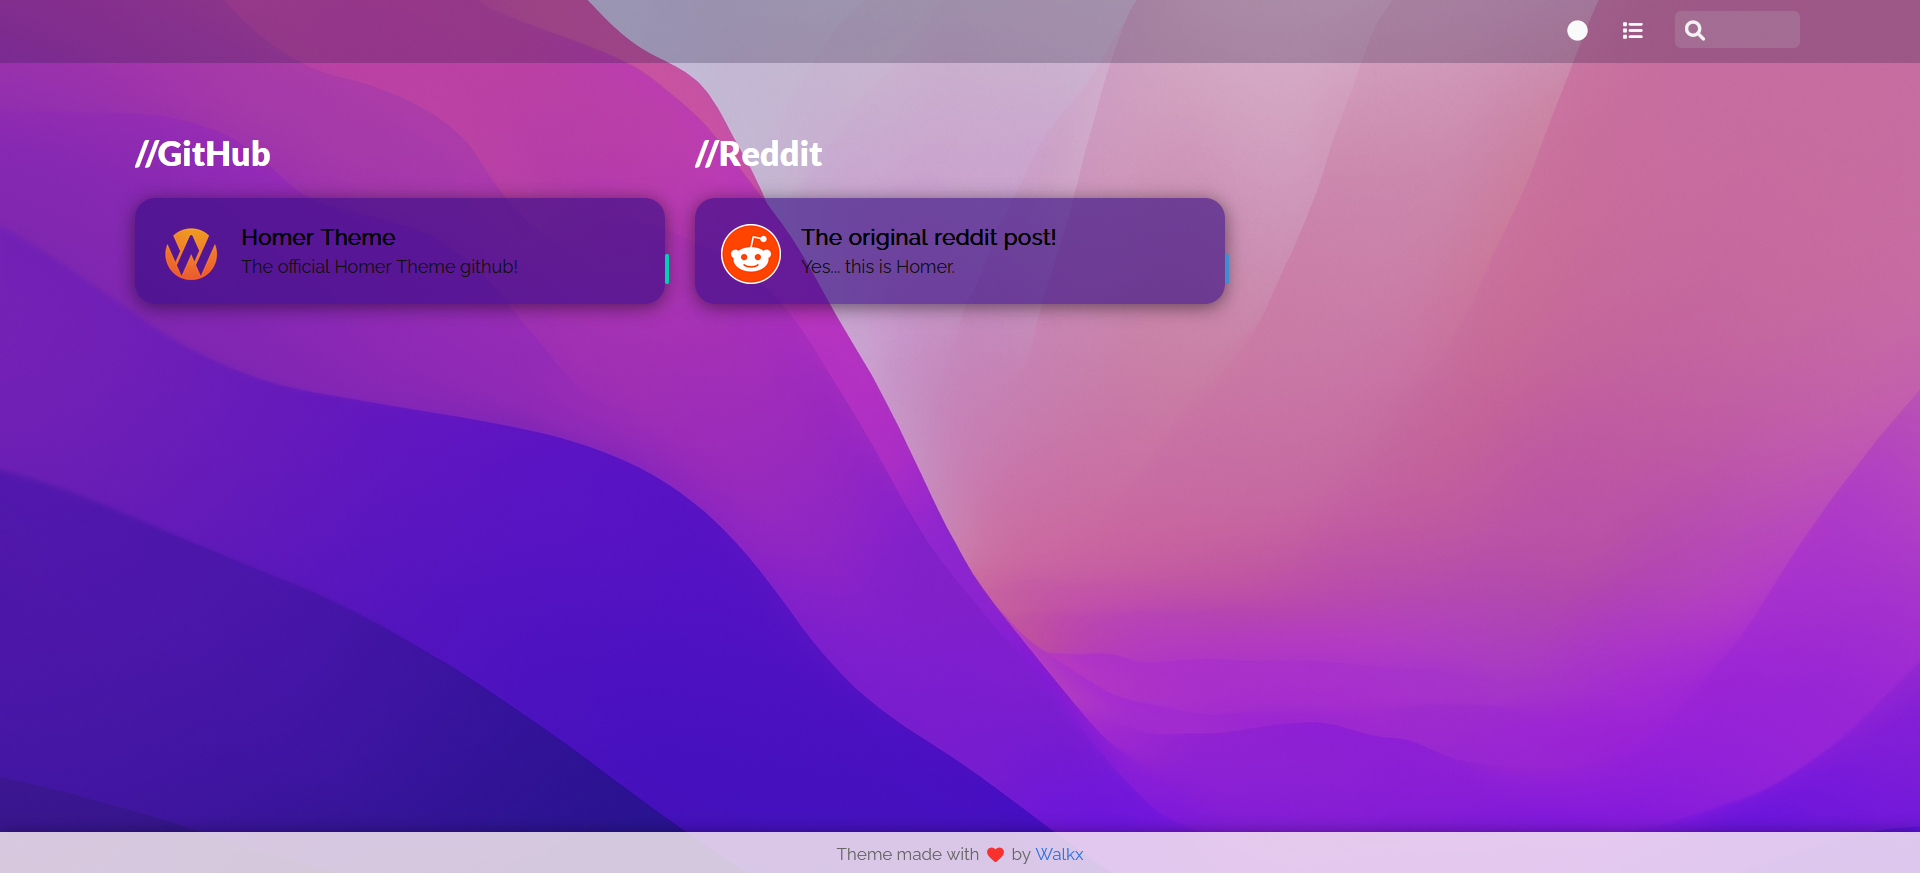 //GitHub
Homer Theme
The official Homer Theme github!
//Reddit
The original reddit post!
Yes... this is Homer.
Theme made with ❤️ by Walkx